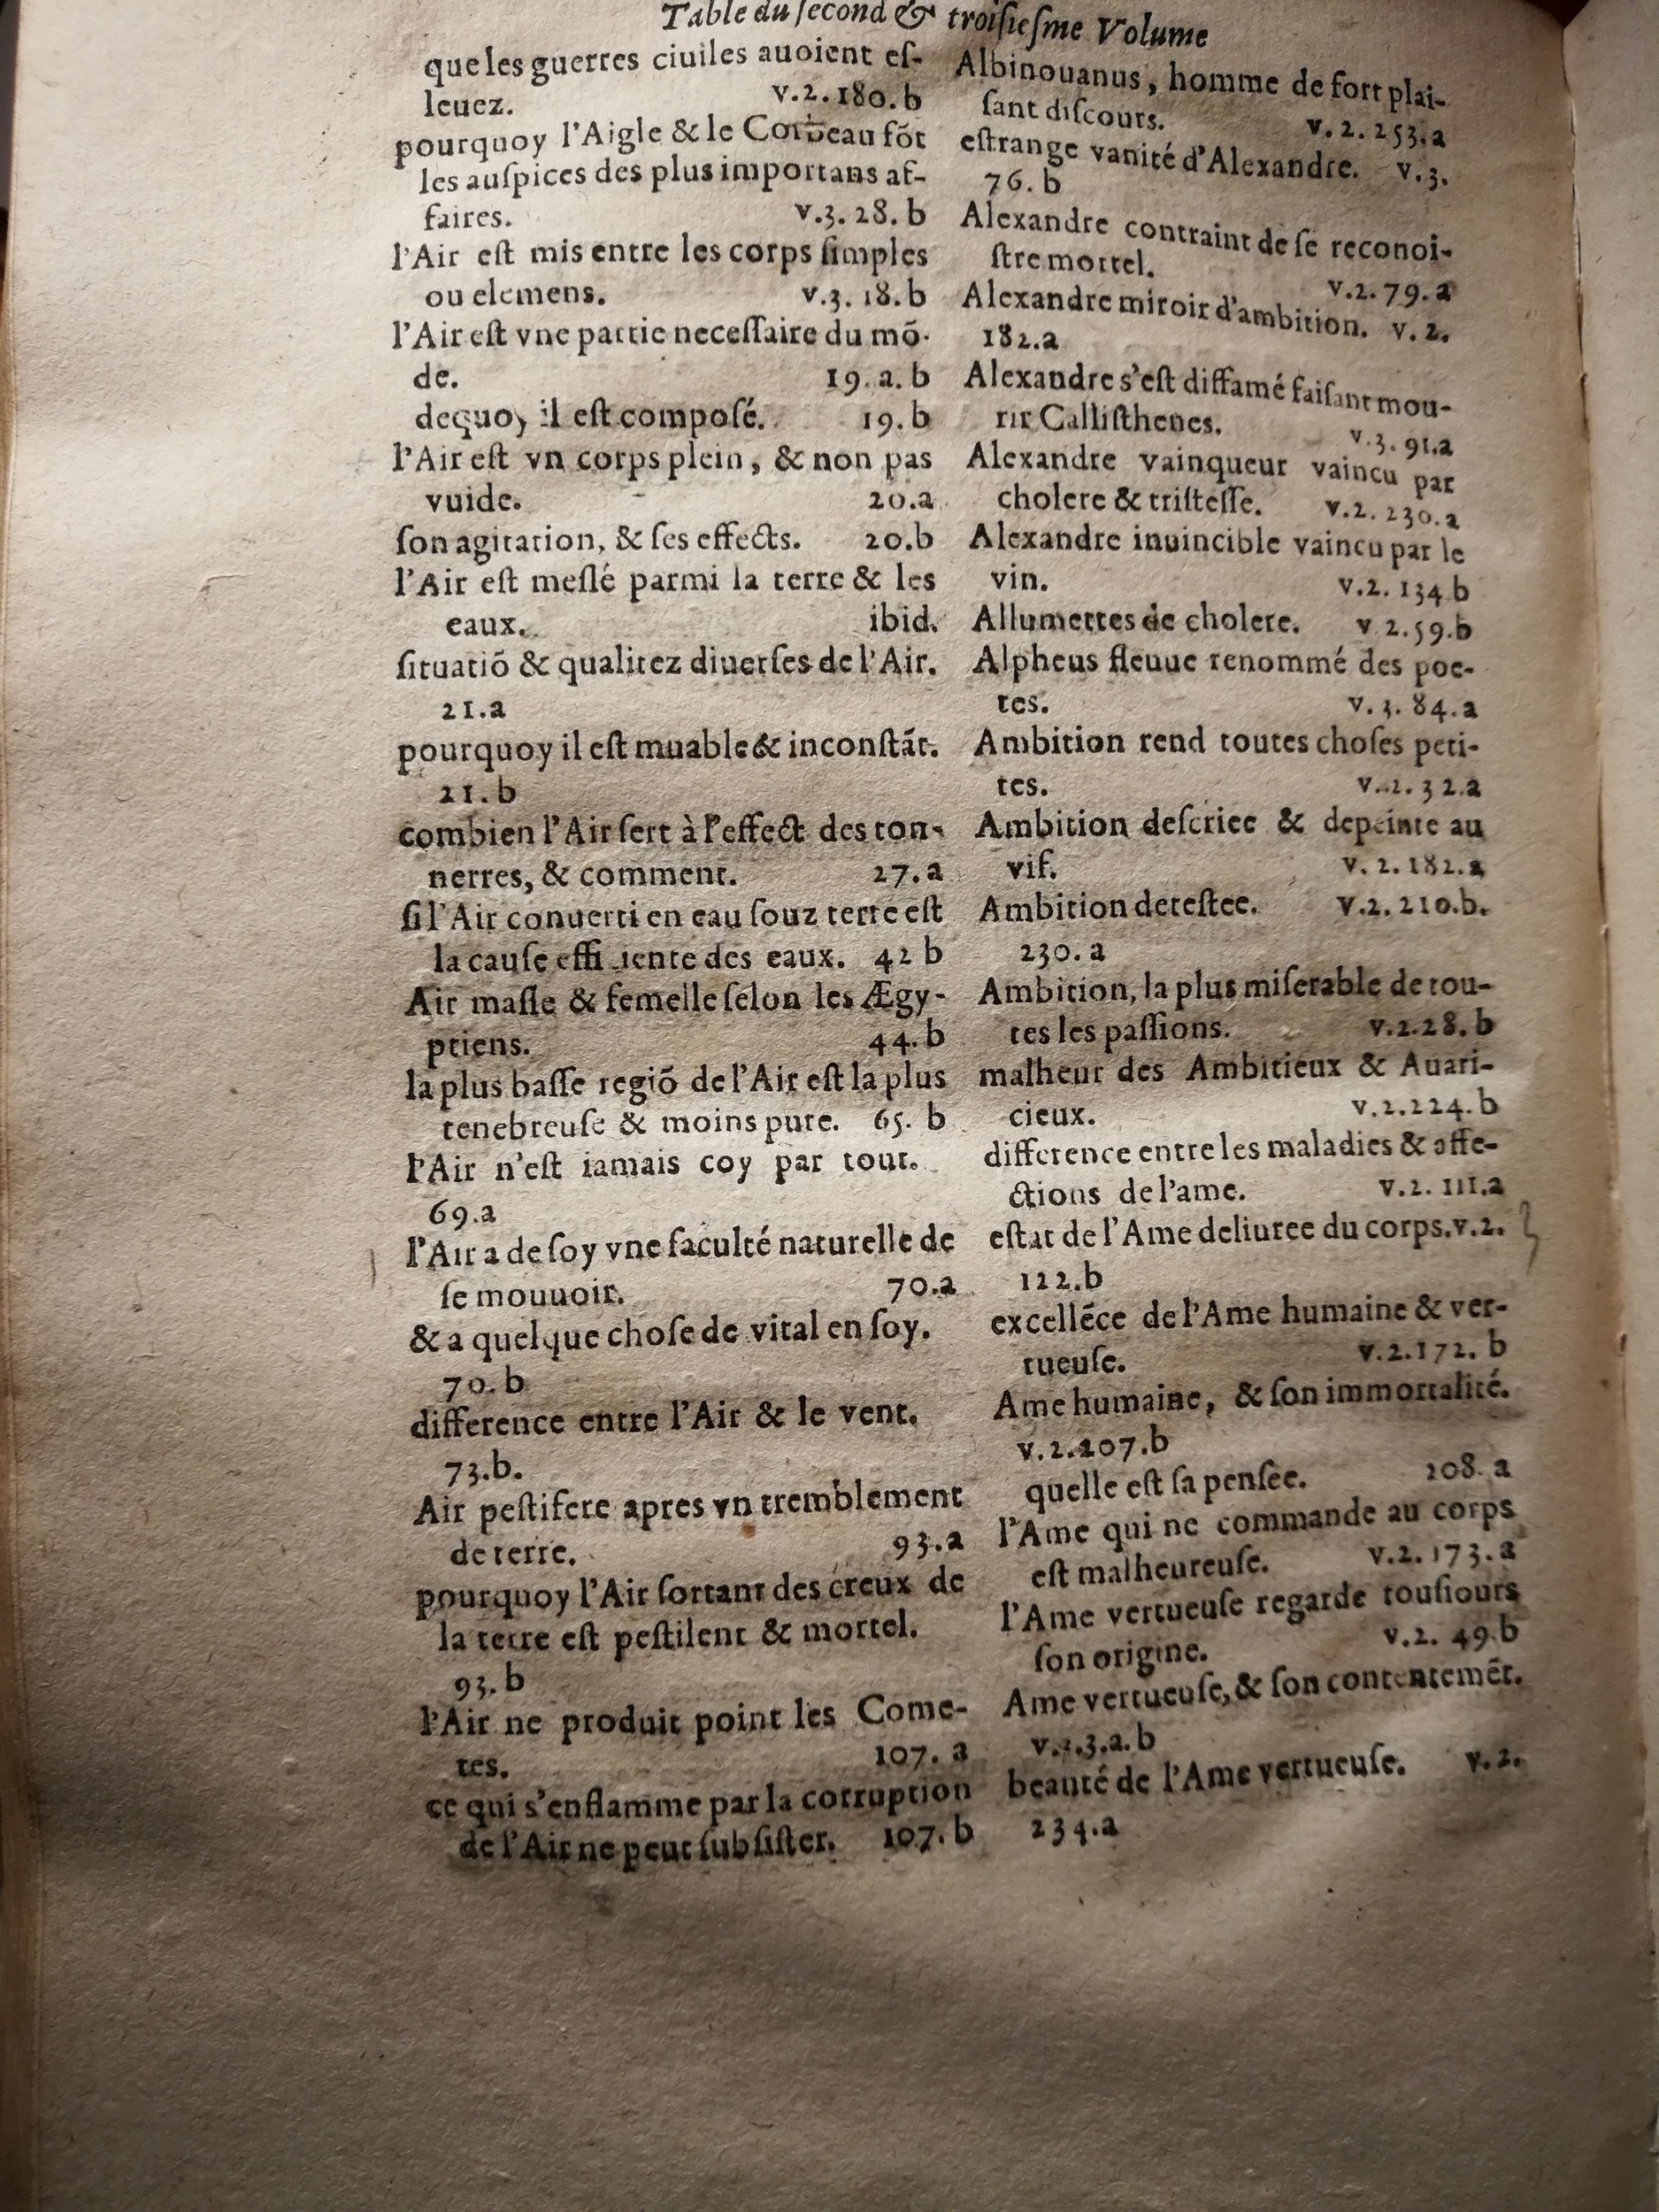 Table du ſecond & troiſieſme Volume
que les guerres ciuiles auoient eſ-
leuez. v.2.180.b
pourquoy l'Aigle & le Corbeau fõt
les auſpices des plus importans af-
faires. v.3. 28. b
l'Air eſt mis entre les corps ſimples
ou elemens. v.3. 18.b
l'Air eſt vne partie neceſſaire du mõ-
de. 19. a. b
dequoy il eſt compoſé. 19. b
l'Air eſt vn corps plein, & non pas
vuide. 20.a
ſon agitation, & ſes effects. 20.b
l'Air eſt meſlé parmi la terre & les
eaux. ibid.
ſituatiõ & qualitez diuerſes de l'Air.
21.a
pourquoy il eſt muable & inconſtãt.
21.b
combien l'Air ſert à l'effect des ton-
nerres, & comment. 27.a
ſi l'Air conuerti en eau ſouz terre eſt
la cauſe efficiente des eaux. 42 b
Air maſle & femelle ſelon les Ægy-
ptiens. 44.b
la plus baſſe regiõ de l'Air eſt la plus
tenebreuſe & moins pure. 65. b
l'Air n'eſt iamais coy par tout.
69.a
l'Air a de ſoy vne faculté naturelle de
ſe mouuoir. 70.a
& a quelque choſe de vital en ſoy.
70.b
difference entre l'Air & le vent.
73.b.
Air peſtifere apres vn tremblement
de terre. 93.a
pourquoy l'Air ſortant des creux de
la terre eſt peſtilent & mortel.
93.b
l'Air ne produit point les Come-
tes. 107. a
ce qui s'enflamme par la corruption
de l'Air ne peut ſubſiſter. 107. b
Albinouanus, homme de fort plai-
ſant diſcours. v. 2. 253.a
eſtrange vanité d'Alexandre. v.3.
76. b
Alexandre contraint de ſe reconoi-
ſtre mortel. v.2.79.a
Alexandre miroir d'ambition. v. 2.
182.a
Alexandre s'eſt diffamé faiſant mou-
rir Calliſthenes. v.3. 91.a
Alexandre vainqueur vaincu par
cholere & triſteſſe. v.2. 230.a
Alexandre inuincible vaincu par le
vin. v.2. 134 b
Allumettes de cholere. v 2.59.b
Alpheus fleuue renommé des poe-
tes. v. 3. 84.a
Ambition rend toutes choſes peti-
tes. v.2. 32.a
Ambition deſcriee & depeinte au
vif. v. 2. 182.a
Ambition deteſtee. v.2. 210.b.
230. a
Ambition, la plus miſerable de tou-
tes les paſſions. v.2.28. b
malheur des Ambitieux & Auari-
cieux. v.2.224. b
difference entre les maladies & affe-
ctions de l'ame. v.2. 111.a
eſtat de l'Ame deliuree du corps. v.2.
122.b
excellẽce de l'Ame humaine & ver-
tueuſe. v.2.172. b
Ame humaine, & ſon immortalité.
v.2.207.b
quelle eſt ſa penſee. 208. a
l'Ame qui ne commande au corps
eſt malheureuſe. v.2. 173.a
l'Ame vertueuſe regarde touſiours
ſon origine. v.2. 49.b
Ame vertueuſe, & ſon contentemẽt.
v.2.3.a.b
beauté de l'Ame vertueuſe. v. 2.
234.a